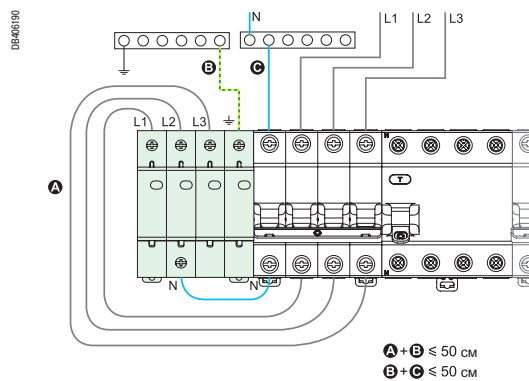 DB406190
N
L1 L2 L3
B
C
L1 L2 L3
N
N
A
T
N
N
N
N
A + B ⩽ 50 см
B + C ⩽ 50 см